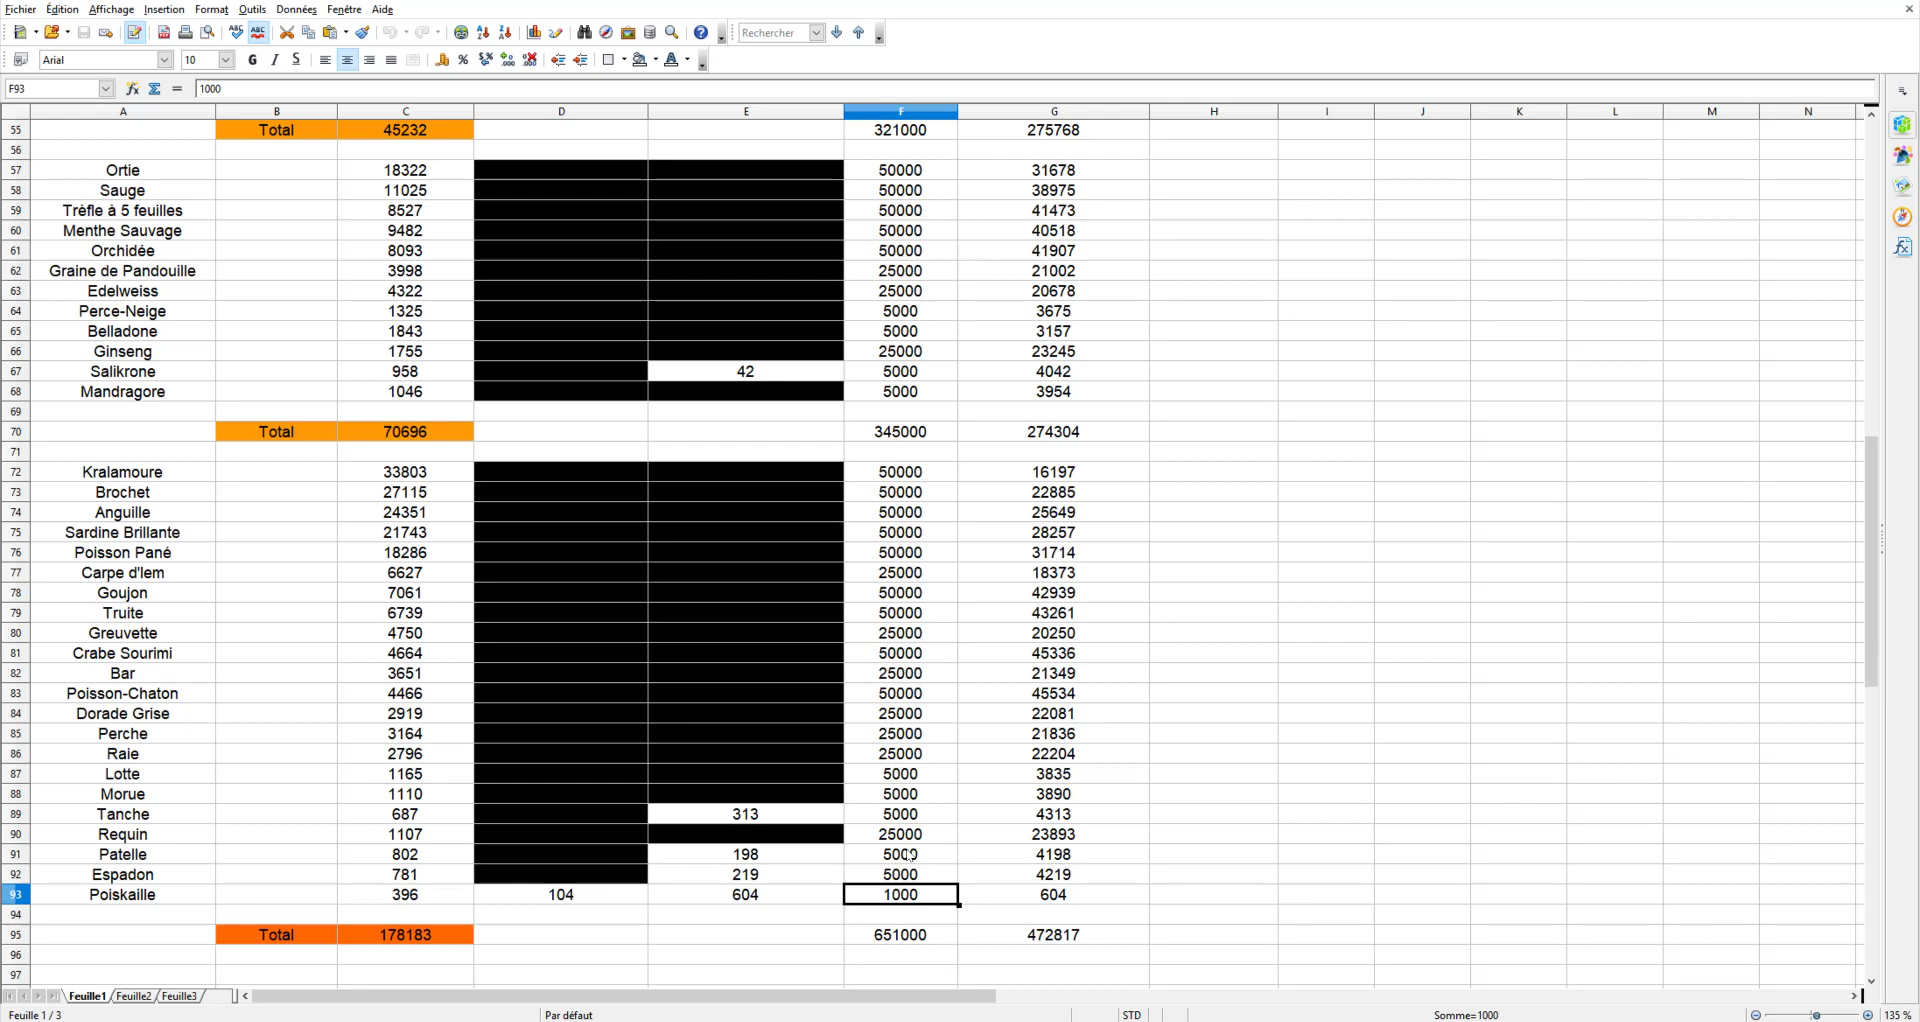 Fichier Édition Affichage Insertion Format Outils Données Fenêtre Aide
Rechercher
Arial 10 G I S
F93 = 1000
A B C D E F G H I J K L M N
55 Total 45232 321000 275768
56
57 Ortie 18322 50000 31678
58 Sauge 11025 50000 38975
59 Trèfle à 5 feuilles 8527 50000 41473
60 Menthe Sauvage 9482 50000 40518
61 Orchidée 8093 50000 41907
62 Graine de Pandouille 3998 25000 21002
63 Edelweiss 4322 25000 20678
64 Perce-Neige 1325 5000 3675
65 Belladone 1843 5000 3157
66 Ginseng 1755 25000 23245
67 Salikrone 958 42 5000 4042
68 Mandragore 1046 5000 3954
69
70 Total 70696 345000 274304
71
72 Kralamoure 33803 50000 16197
73 Brochet 27115 50000 22885
74 Anguille 24351 50000 25649
75 Sardine Brillante 21743 50000 28257
76 Poisson Pané 18286 50000 31714
77 Carpe d'Iem 6627 25000 18373
78 Goujon 7061 50000 42939
79 Truite 6739 50000 43261
80 Greuvette 4750 25000 20250
81 Crabe Sourimi 4664 50000 45336
82 Bar 3651 25000 21349
83 Poisson-Chaton 4466 50000 45534
84 Dorade Grise 2919 25000 22081
85 Perche 3164 25000 21836
86 Raie 2796 25000 22204
87 Lotte 1165 5000 3835
88 Morue 1110 5000 3890
89 Tanche 687 313 5000 4313
90 Requin 1107 25000 23893
91 Patelle 802 198 5000 4198
92 Espadon 781 219 5000 4219
93 Poiskaille 396 104 604 1000 604
94
95 Total 178183 651000 472817
96
97
Feuille1 Feuille2 Feuille3
Feuille 1 / 3 Par défaut STD Somme=1000 135 %